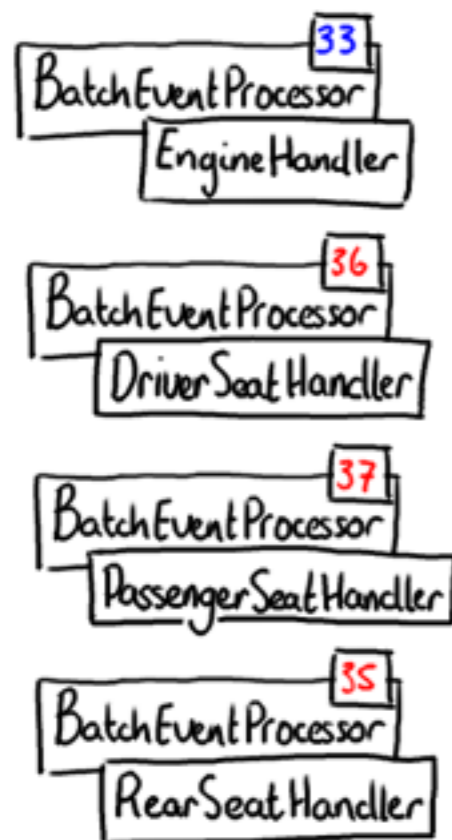 33
BatchEventProcessor
EngineHandler
36
BatchEventProcessor
DriverSeatHandler
37
BatchEventProcessor
PassengerSeatHandler
35
BatchEventProcessor
RearSeatHandler